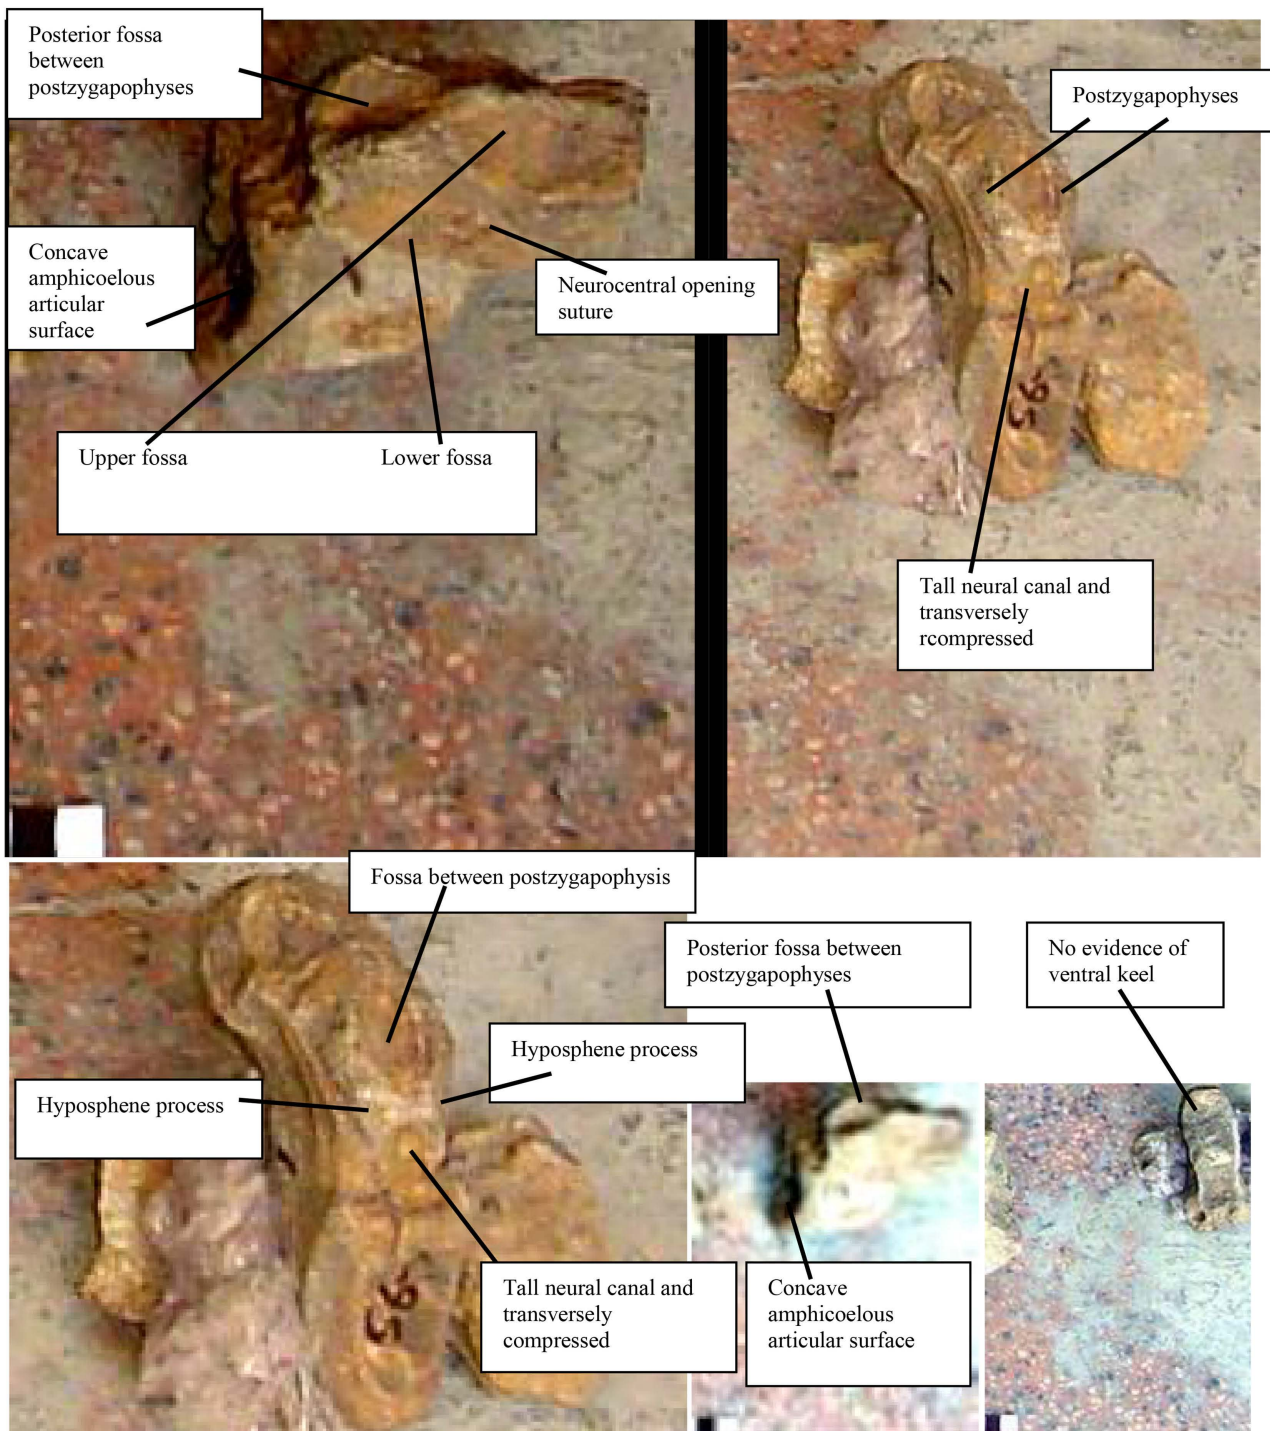 Posterior fossa
between
postzygapophyses
Postzygapophyses
Concave
amphicoelous
articular
surface
Neurocentral opening
suture
Upper fossa
Lower fossa
95
Tall neural canal and
transversely
rcompressed
Fossa between postzygapophysis
Posterior fossa between
postzygapophyses
No evidence of
ventral keel
Hyposphene process
Hyposphene process
95
Tall neural canal and
transversely
compressed
Concave
amphicoelous
articular surface